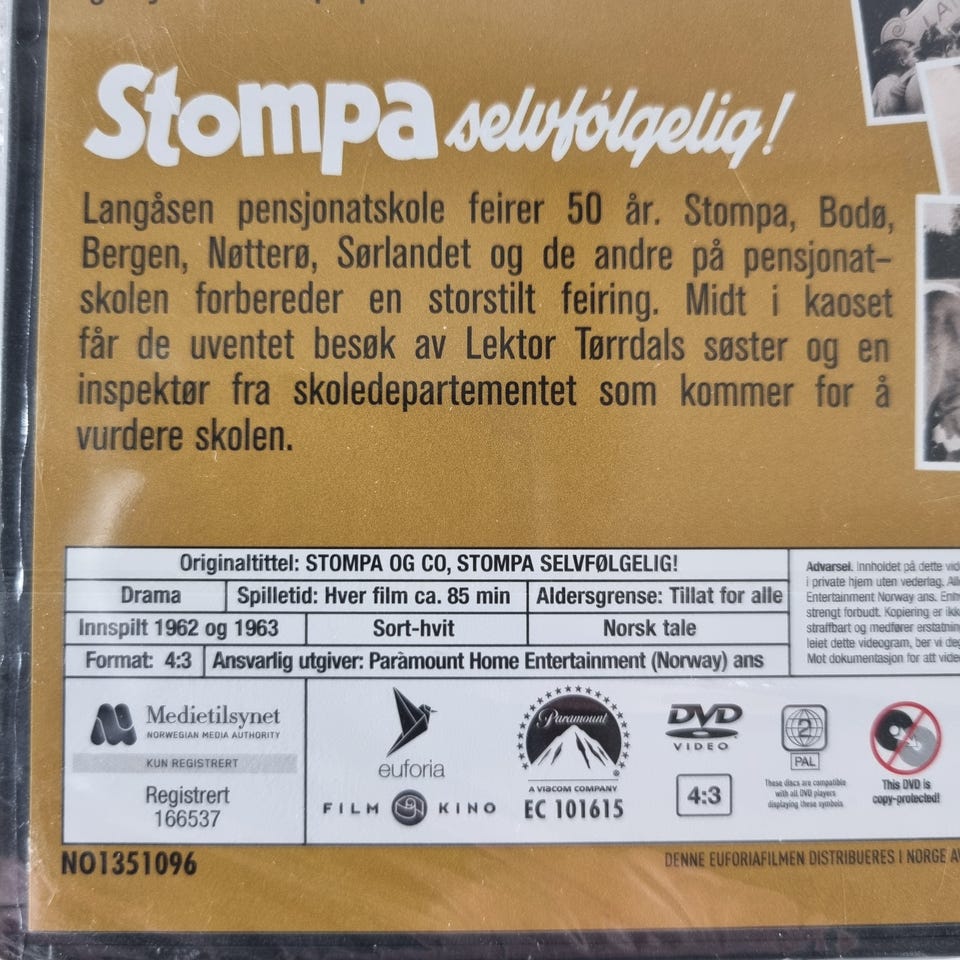 Stompa selvfølgelig!
Langåsen pensjonatskole feirer 50 år. Stompa, Bodø,
Bergen, Nøtterø, Sørlandet og de andre på pensjonat-
skolen forbereder en storstilt feiring. Midt i kaoset
får de uventet besøk av Lektor Tørrdals søster og en
inspektør fra skoledepartementet som kommer for å
vurdere skolen.
Originaltittel: STOMPA OG CO, STOMPA SELVFØLGELIG!
Drama Spilletid: Hver film ca. 85 min Aldersgrense: Tillat for alle
Innspilt 1962 og 1963 Sort-hvit Norsk tale
Format: 4:3 Ansvarlig utgiver: Paramount Home Entertainment (Norway) ans
Advarsel. Innholdet på dette
i private hjem uten vederlag.
Entertainment Norway ans.
strengt forbudt. Kopiering er
straffbart og medfører
leiet dette videogram, ber vi
Mot dokumentasjon for att
Medietilsynet
NORWEGIAN MEDIA AUTHORITY
KUN REGISTRERT
Registrert
166537
euforia
FILM & KINO
Paramount
A VIACOM COMPANY
EC 101615
DVD
VIDEO
4:3
2
PAL
These discs are compatible
with all DVD players
displaying these symbols
This DVD is
copy-protected!
NO1351096
DENNE EUFORIAFILMEN DISTRIBUERES I NORGE